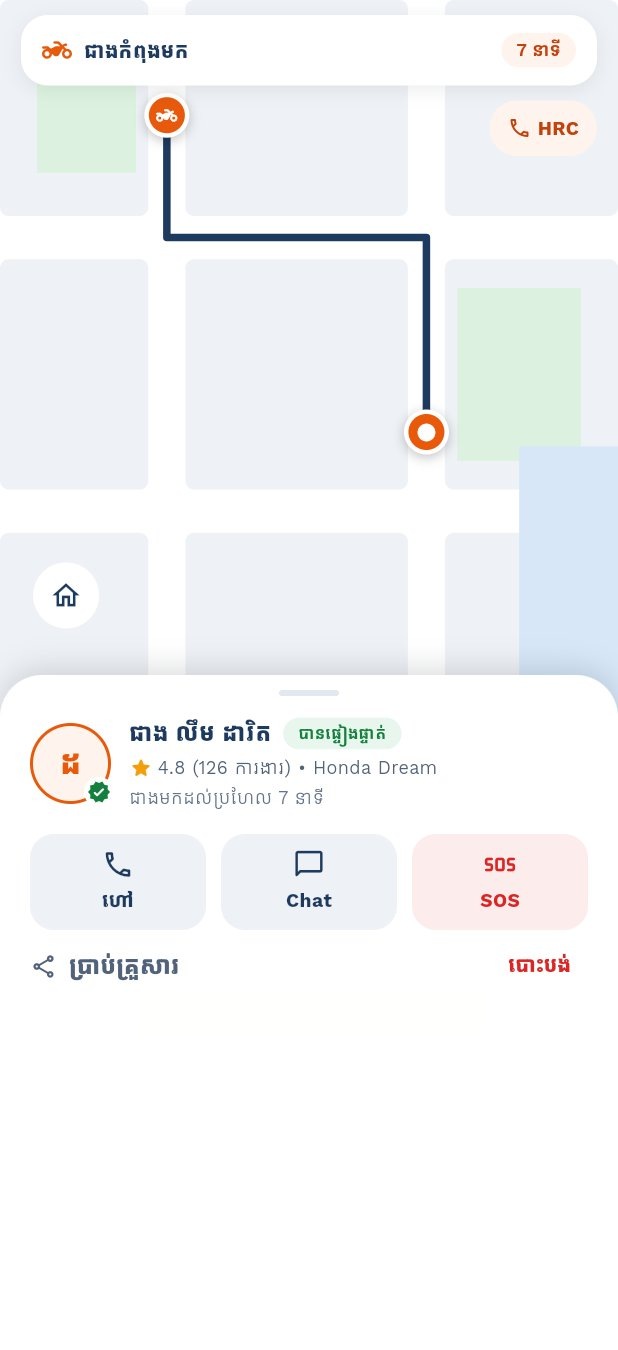 ជាងកំពុងមក
7 នាទី
HRC
ជាង លឹម ដារិត
បានផ្ទៀងផ្ទាត់
ដ
4.8 (126 ការងារ) • Honda Dream
ជាងមកដល់ប្រហែល 7 នាទី
SOS
ហៅ
Chat
SOS
ប្រាប់គ្រួសារ
បោះបង់